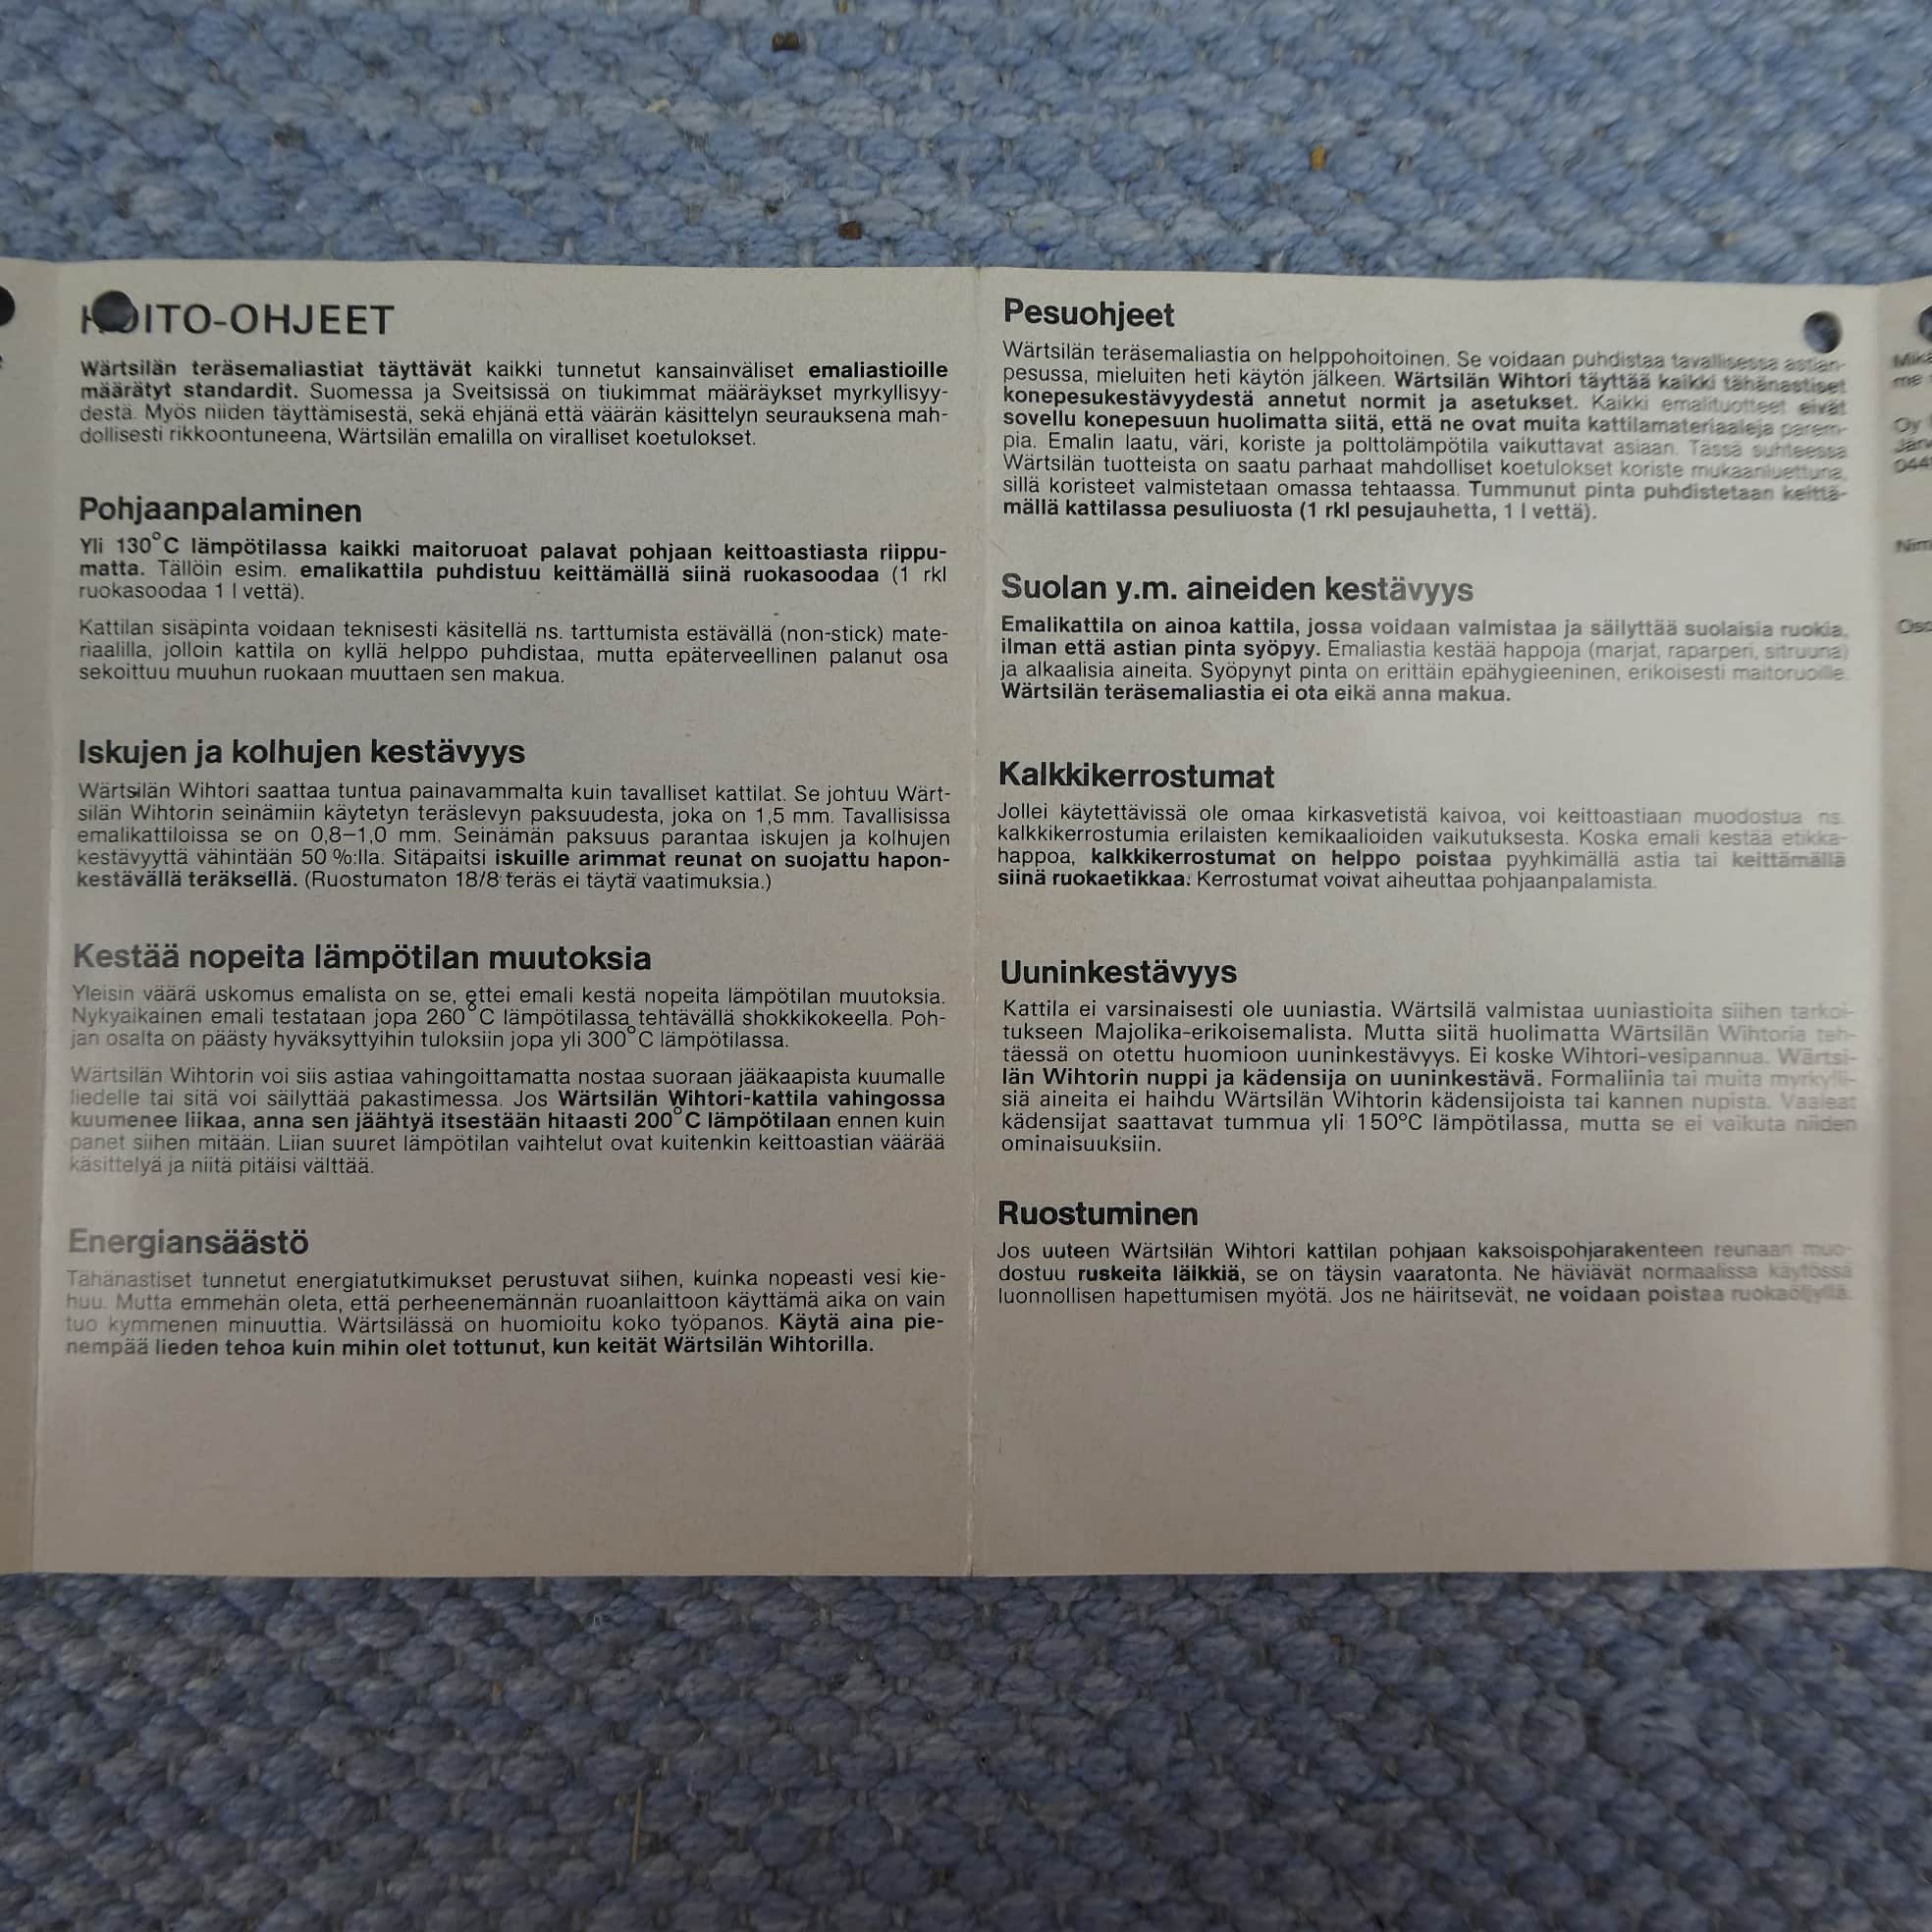 HOITO-OHJEET
Wärtsilän teräsemaliastiat täyttävät kaikki tunnetut kansainväliset emaliastioille
määrätyt standardit. Suomessa ja Sveitsissä on tiukimmat määräykset myrkyllisyy-
destä. Myös niiden täyttämisestä, sekä ehjänä että väärän käsittelyn seurauksena mah-
dollisesti rikkoontuneena, Wärtsilän emalilla on viralliset koetulokset.
Pohjaanpalaminen
Yli 130°C lämpötilassa kaikki maitoruoat palavat pohjaan keittoastiasta riippu-
matta. Tällöin esim. emalikattila puhdistuu keittämällä siinä ruokasoodaa (1 rkl
ruokasoodaa 1 l vettä).
Kattilan sisäpinta voidaan teknisesti käsitellä ns. tarttumista estävällä (non-stick) mate-
riaalilla, jolloin kattila on kyllä helppo puhdistaa, mutta epäterveellinen palanut osa
sekoittuu muuhun ruokaan muuttaen sen makua.
Iskujen ja kolhujen kestävyys
Wärtsilän Wihtori saattaa tuntua painavammalta kuin tavalliset kattilat. Se johtuu Wärt-
silän Wihtorin seinämiin käytetyn teräslevyn paksuudesta, joka on 1,5 mm. Tavallisissa
emalikattiloissa se on 0,8–1,0 mm. Seinämän paksuus parantaa iskujen ja kolhujen
kestävyyttä vähintään 50 %:lla. Sitäpaitsi iskuille arimmat reunat on suojattu hapon-
kestävällä teräksellä. (Ruostumaton 18/8 teräs ei täytä vaatimuksia.)
Kestää nopeita lämpötilan muutoksia
Yleisin väärä uskomus emalista on se, ettei emali kestä nopeita lämpötilan muutoksia.
Nykyaikainen emali testataan jopa 260°C lämpötilassa tehtävällä shokkikokeella. Poh-
jan osalta on päästy hyväksyttyihin tuloksiin jopa yli 300°C lämpötilassa.
Wärtsilän Wihtorin voi siis astiaa vahingoittamatta nostaa suoraan jääkaapista kuumalle
liedelle tai sitä voi säilyttää pakastimessa. Jos Wärtsilän Wihtori-kattila vahingossa
kuumenee liikaa, anna sen jäähtyä itsestään hitaasti 200°C lämpötilaan ennen kuin
panet siihen mitään. Liian suuret lämpötilan vaihtelut ovat kuitenkin keittoastian väärää
käsittelyä ja niitä pitäisi välttää.
Energiansäästö
Tähänastiset tunnetut energiatutkimukset perustuvat siihen, kuinka nopeasti vesi kie-
huu. Mutta emmehän oleta, että perheenemännän ruoanlaittoon käyttämä aika on vain
tuo kymmenen minuuttia. Wärtsilässä on huomioitu koko työpanos. Käytä aina pie-
nempää lieden tehoa kuin mihin olet tottunut, kun keität Wärtsilän Wihtorilla.
Pesuohjeet
Wärtsilän teräsemaliastia on helppohoitoinen. Se voidaan puhdistaa tavallisessa astian-
pesussa, mieluiten heti käytön jälkeen. Wärtsilän Wihtori täyttää kaikki tähänastiset
konepesukestävyydestä annetut normit ja asetukset. Kaikki emalituotteet eivät
sovellu konepesuun huolimatta siitä, että ne ovat muita kattilamateriaaleja parem-
pia. Emalin laatu, väri, koriste ja polttolämpötila vaikuttavat asiaan. Tässä suhteessa
Wärtsilän tuotteista on saatu parhaat mahdolliset koetulokset koriste mukaanluettuna,
sillä koristeet valmistetaan omassa tehtaassa. Tummunut pinta puhdistetaan keittä-
mällä kattilassa pesuliuosta (1 rkl pesujauhetta, 1 l vettä).
Suolan y.m. aineiden kestävyys
Emalikattila on ainoa kattila, jossa voidaan valmistaa ja säilyttää suolaisia ruokia,
ilman että astian pinta syöpyy. Emaliastia kestää happoja (marjat, raparperi, sitruuna)
ja alkaalisia aineita. Syöpynyt pinta on erittäin epähygieeninen, erikoisesti maitoruoille.
Wärtsilän teräsemaliastia ei ota eikä anna makua.
Kalkkikerrostumat
Jollei käytettävissä ole omaa kirkasvetistä kaivoa, voi keittoastiaan muodostua ns.
kalkkikerrostumia erilaisten kemikaalioiden vaikutuksesta. Koska emali kestää etikka-
happoa, kalkkikerrostumat on helppo poistaa pyyhkimällä astia tai keittämällä
siinä ruokaetikkaa. Kerrostumat voivat aiheuttaa pohjaanpalamista.
Uuninkestävyys
Kattila ei varsinaisesti ole uuniastia. Wärtsilä valmistaa uuniastioita siihen tarkoi-
tukseen Majolika-erikoisemalista. Mutta siitä huolimatta Wärtsilän Wihtoria teh-
täessä on otettu huomioon uuninkestävyys. Ei koske Wihtori-vesipannua. Wärtsi-
län Wihtorin nuppi ja kädensija on uuninkestävä. Formaliinia tai muita myrkylli-
siä aineita ei haihdu Wärtsilän Wihtorin kädensijoista tai kannen nupista. Vaaleat
kädensijat saattavat tummua yli 150°C lämpötilassa, mutta se ei vaikuta niiden
ominaisuuksiin.
Ruostuminen
Jos uuteen Wärtsilän Wihtori kattilan pohjaan kaksoispohjarakenteen reunaan muo-
dostuu ruskeita läikkiä, se on täysin vaaratonta. Ne häviävät normaalissa käytössä
luonnollisen hapettumisen myötä. Jos ne häiritsevät, ne voidaan poistaa ruokaöljyllä.
me
Oy